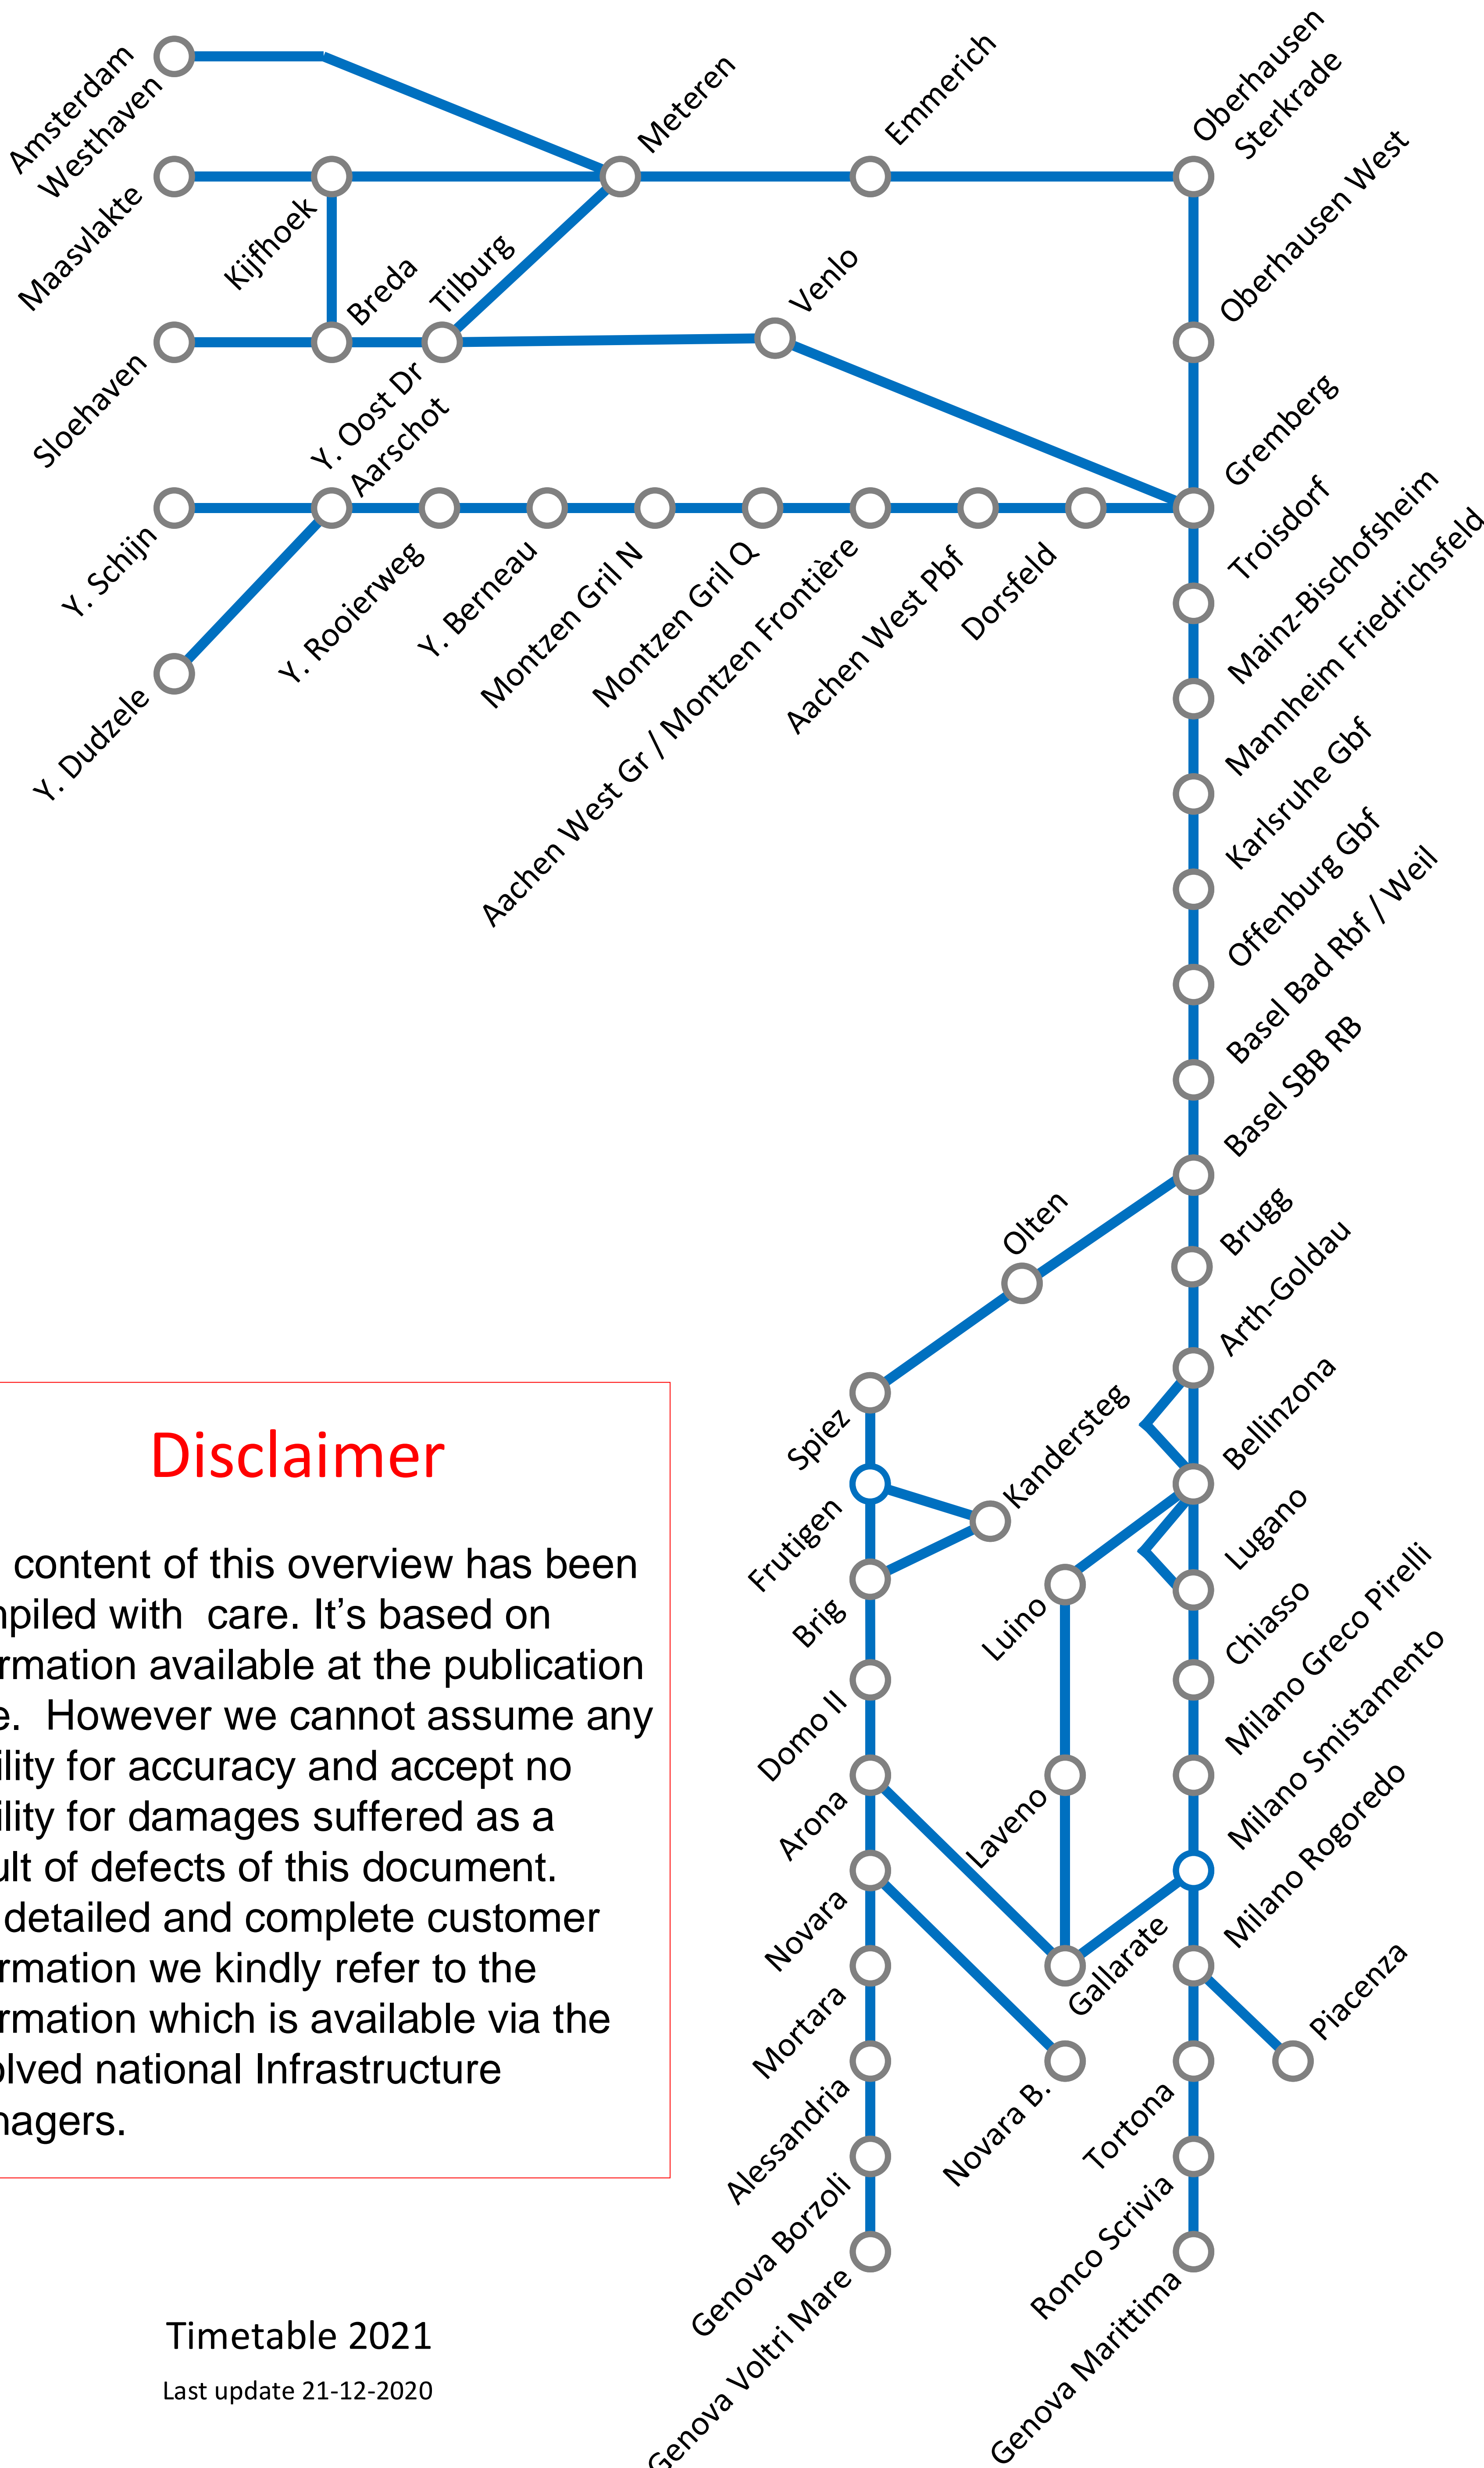 Amsterdam
Westhaven
Meteren
Emmerich
Oberhausen
Sterkrade
Maasvlakte
Kijfhoek
Oberhausen West
Breda
Tilburg
Venlo
Sloehaven
Y. Oost Dr
Aarschot
Gremberg
Y. Schijn
Y. Rooierweg
Y. Berneau
Montzen Gril N
Montzen Gril Q
Aachen West Gr / Montzen Frontière
Aachen West Pbf
Dorsfeld
Troisdorf
Y. Dudzele
Mainz-Bischofsheim
Mannheim Friedrichsfeld
Karlsruhe Gbf
Offenburg Gbf
Basel Bad Rbf / Weil
Basel SBB RB
Olten
Brugg
Arth-Goldau
Spiez
Kandersteg
Bellinzona
Frutigen
Lugano
Brig
Luino
Chiasso
Domo II
Milano Greco Pirelli
Arona
Laveno
Milano Smistamento
Novara
Gallarate
Milano Rogoredo
Mortara
Piacenza
Alessandria
Novara B.
Tortona
Genova Borzoli
Ronco Scrivia
Genova Voltri Mare
Genova Marittima
Disclaimer
content of this overview has been
piled with care. It's based on
rmation available at the publication
e. However we cannot assume any
ility for accuracy and accept no
ility for damages suffered as a
ult of defects of this document.
detailed and complete customer
rmation we kindly refer to the
rmation which is available via the
olved national Infrastructure
nagers.
Timetable 2021
Last update 21-12-2020